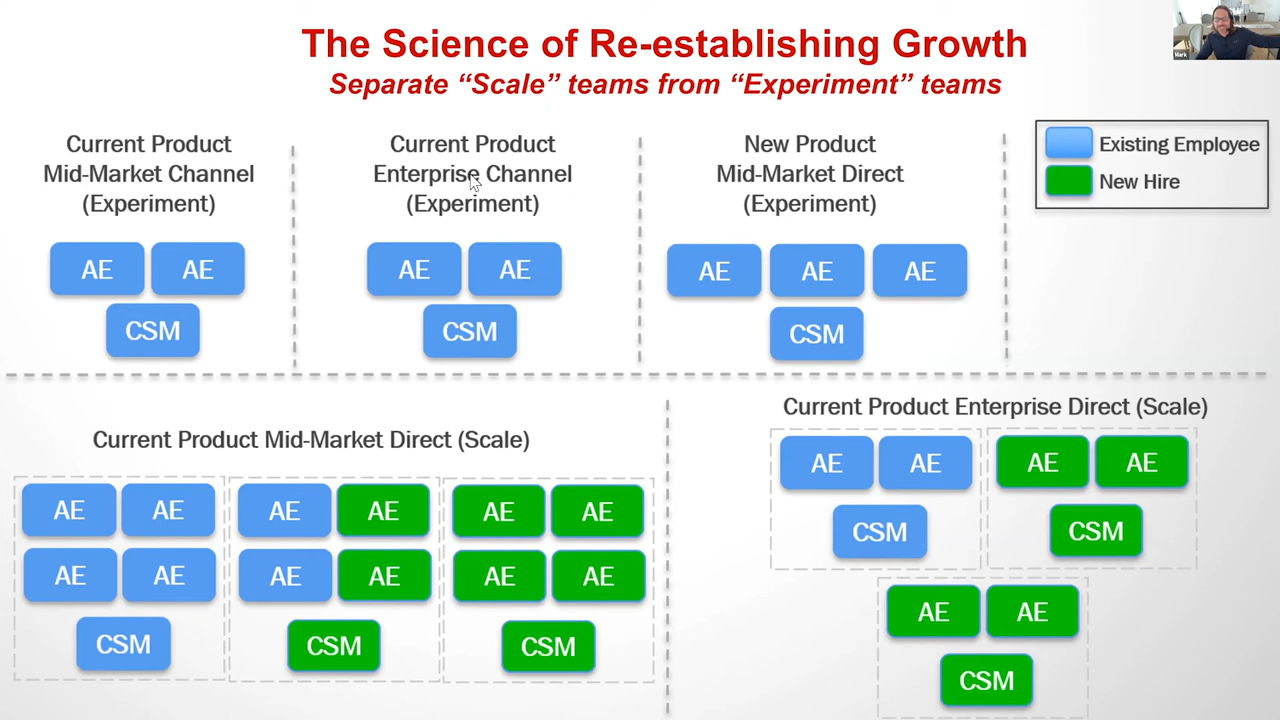 The Science of Re-establishing Growth
Separate “Scale” teams from “Experiment” teams
Mark
Current Product
Mid-Market Channel
(Experiment)
AE AE
CSM
Current Product
Enterprise Channel
(Experiment)
AE AE
CSM
New Product
Mid-Market Direct
(Experiment)
AE AE AE
CSM
Existing Employee
New Hire
Current Product Mid-Market Direct (Scale)
AE AE
AE AE
CSM
AE AE
AE AE
CSM
AE AE
AE AE
CSM
Current Product Enterprise Direct (Scale)
AE AE
CSM
AE AE
CSM
AE AE
CSM